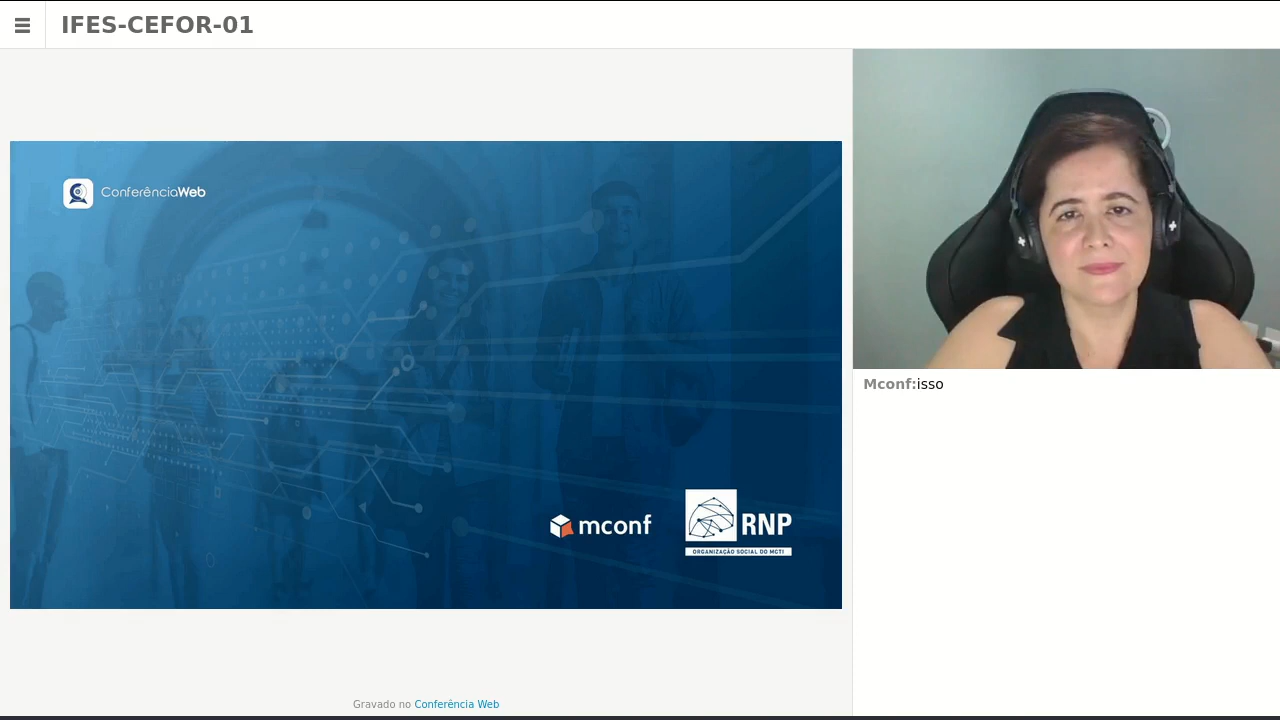 IFES-CEFOR-01
ConferênciaWeb
mconf
RNP
ORGANIZAÇÃO SOCIAL DO MCTI
Mconf:isso
Gravado no Conferência Web